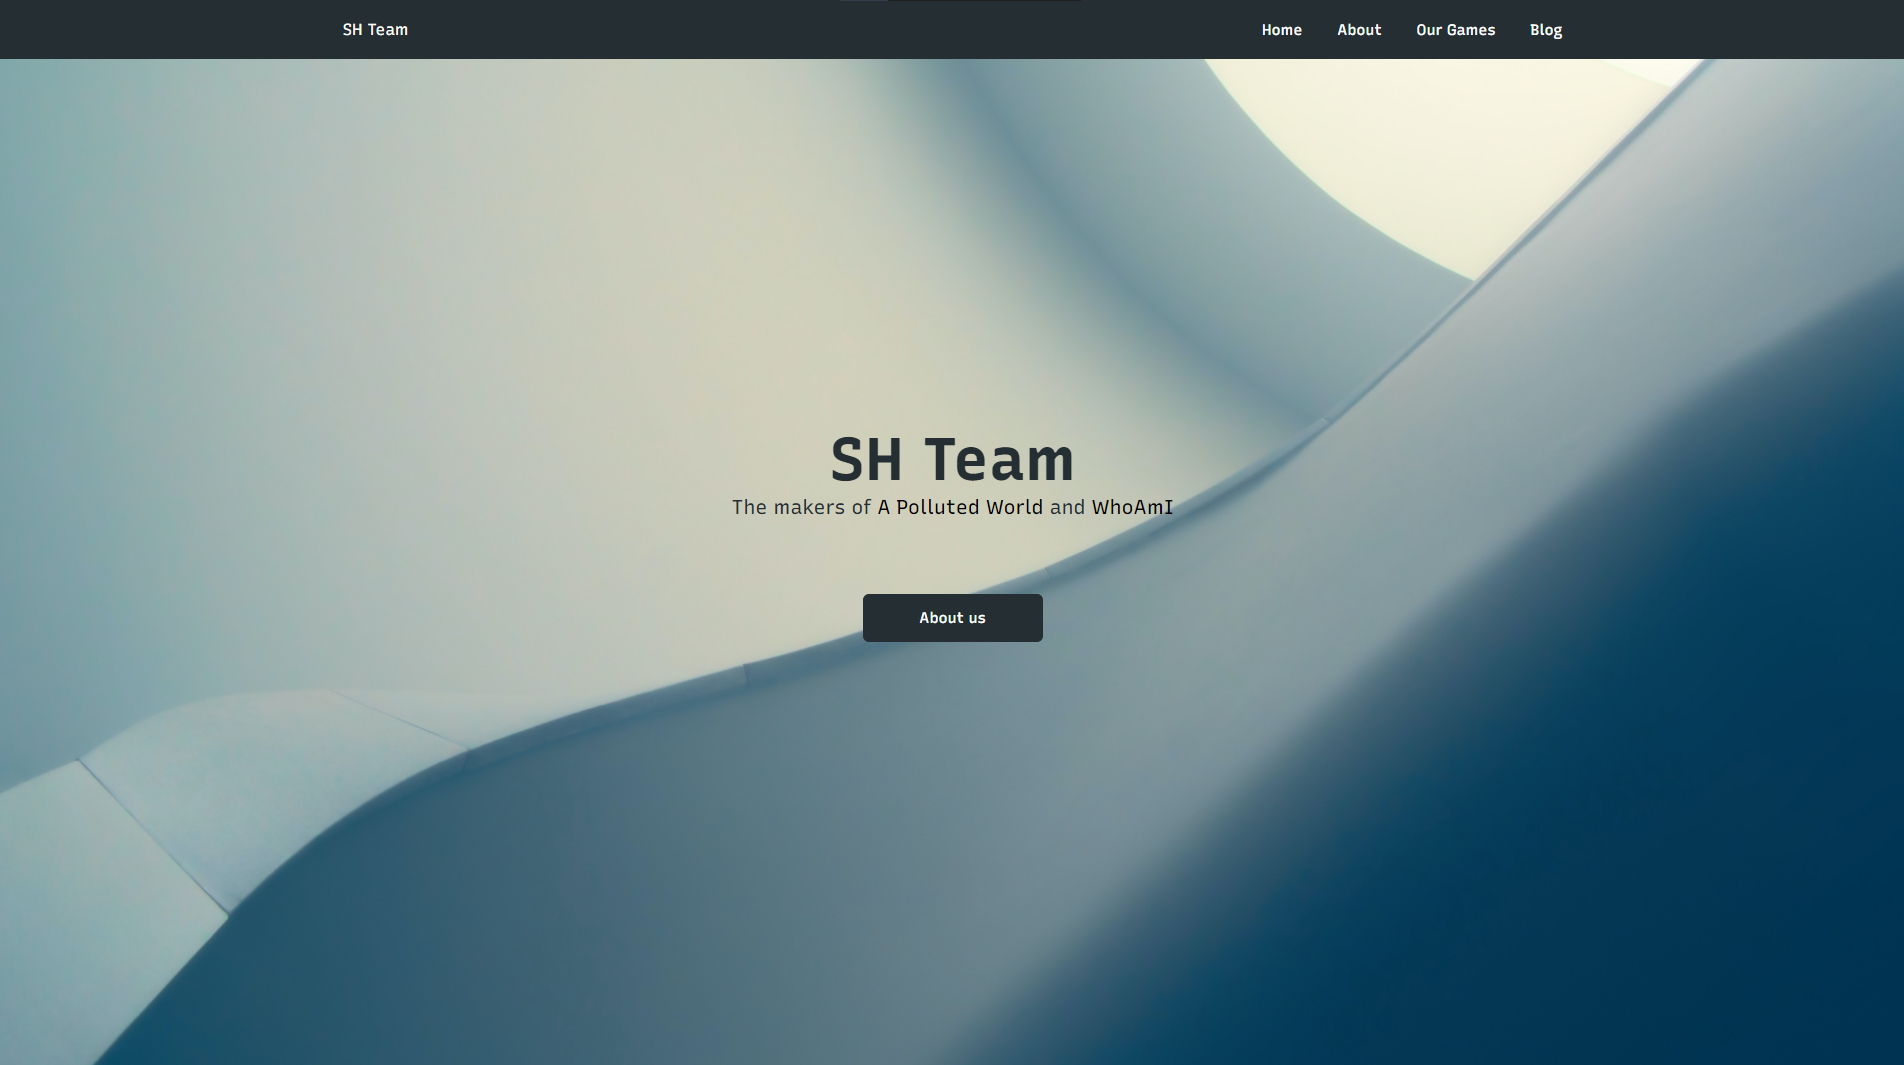 SH Team
Home About Our Games Blog
SH Team
The makers of A Polluted World and WhoAmI
About us